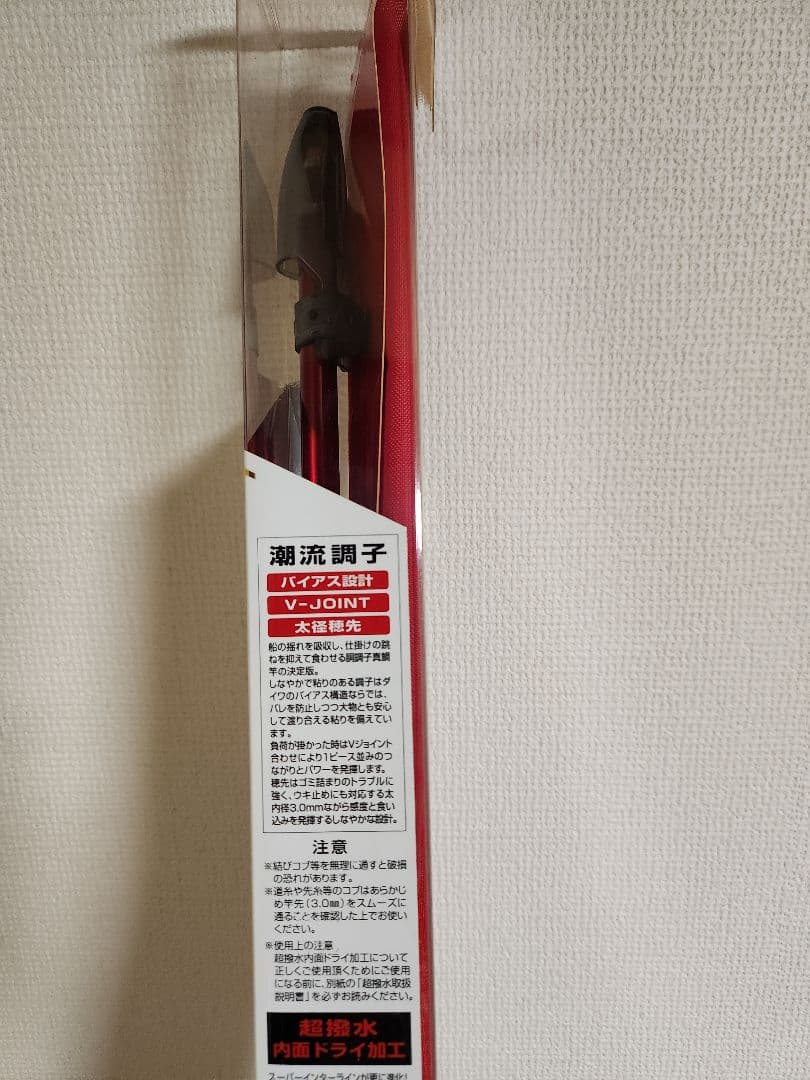 潮流調子
バイアス設計
V-JOINT
太径穂先
船の揺れを吸収し、仕掛けの跳
ねを抑えて食わせる胴調子真鯛
竿の決定版。
しなやかで粘りのある調子はダ
イワのバイアス構造ならでは、
バレを防止しつつ大物とも安心
して渡り合える粘りを備えてい
ます。
負荷が掛かった時はVジョイント
合わせにより1ピース並みのつ
ながりとパワーを発揮します。
穂先はゴミ詰まりのトラブルに
強く、ウキ止めにも対応する太
内径3.0mmながら感度と食い
込みを発揮するしなやかな設計。
注意
※結びコブ等を無理に通すと破損
の恐れがあります。
※道糸や先糸等のコブはあらかじ
め竿先(3.0㎜)をスムーズに
通ることを確認した上でお使い
ください。
※使用上の注意
超撥水内面ドライ加工について
正しくご使用頂くためにご使用
になる前に、別紙の「超撥水取扱
説明書」を必ずお読みください。
超撥水
内面ドライ加工
スーパーインターラインが更に進化!